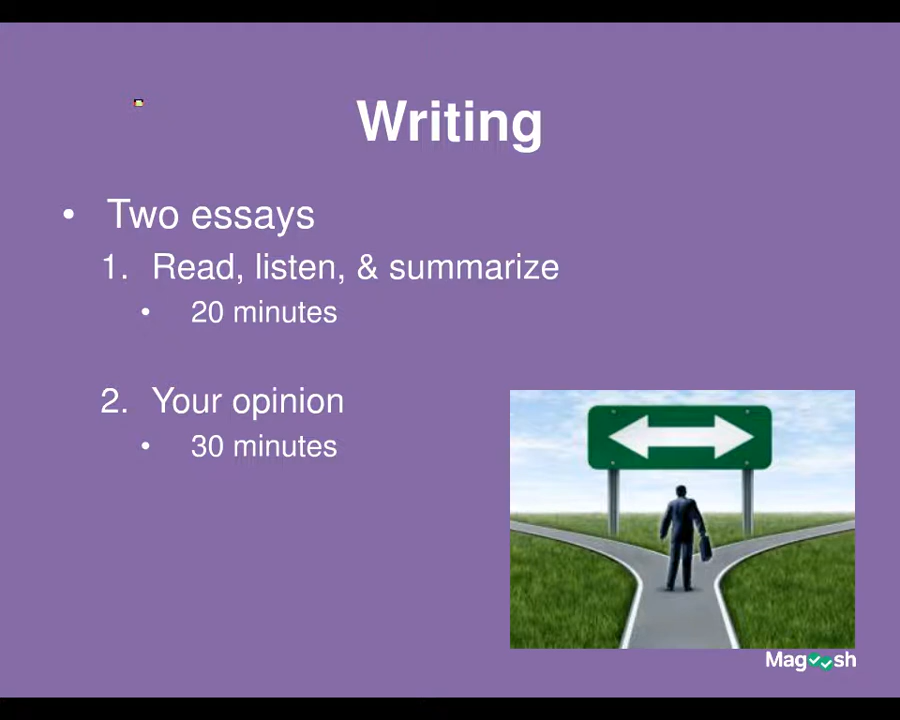 Writing
• Two essays
1. Read, listen, & summarize
• 20 minutes
2. Your opinion
• 30 minutes
Magoosh